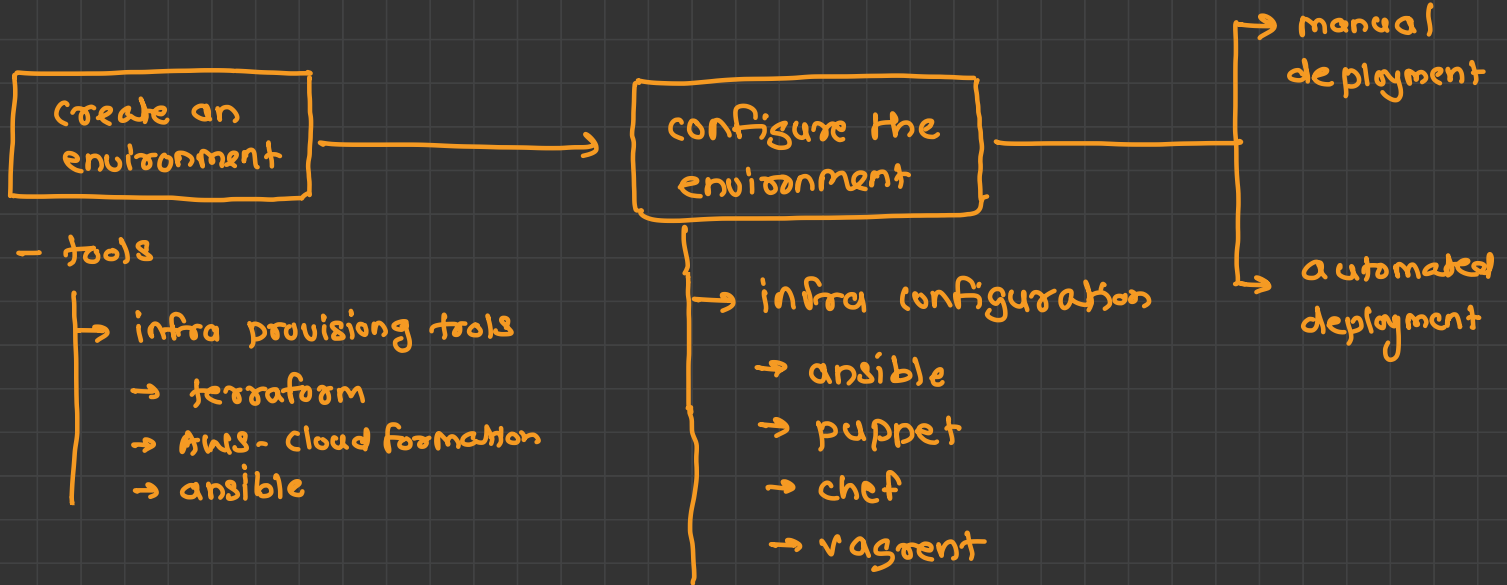 create an
environment
- tools
→ infra provisiong tools
→ terraform
→ AWS - Cloud formation
→ ansible
configure the
environment
→ infra configuration
→ ansible
→ puppet
→ chef
→ vagrent
→ manual
deployment
→ automated
deployment